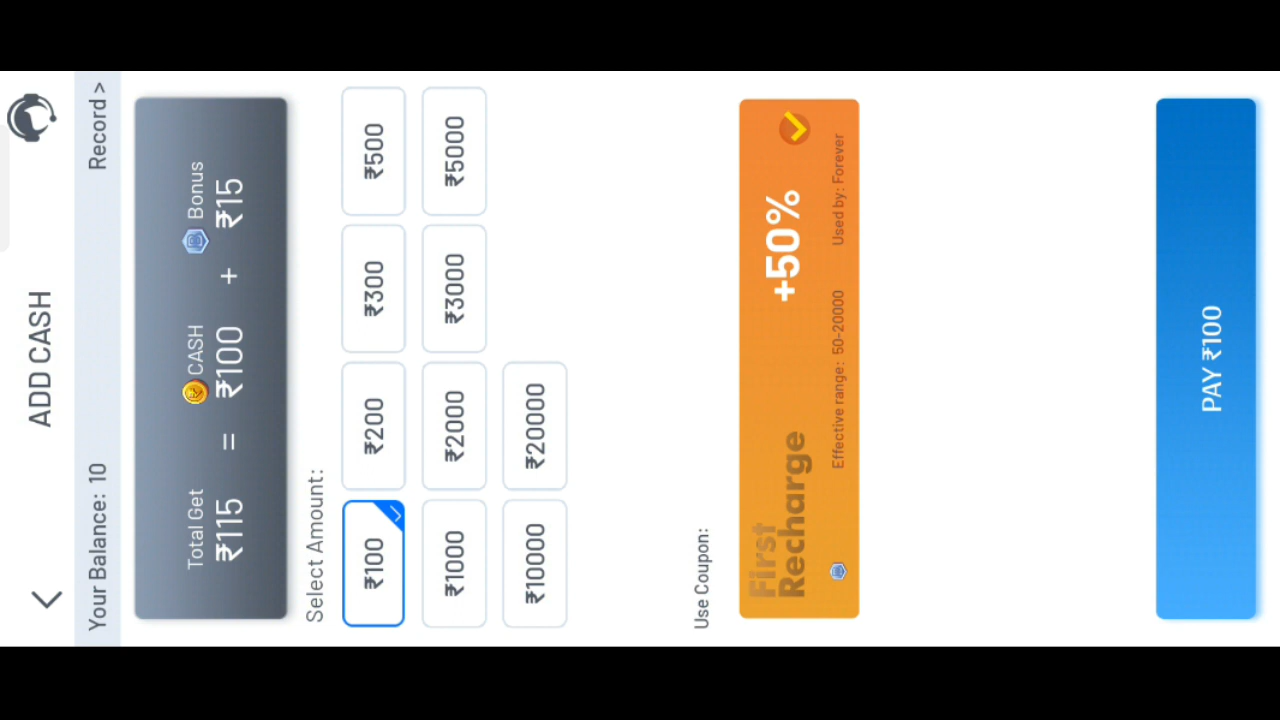 ADD CASH
Your Balance: 10 Record >
Total Get CASH Bonus
₹115 = ₹100 + ₹15
Select Amount:
₹100 ₹200 ₹300 ₹500
₹1000 ₹2000 ₹3000 ₹5000
₹10000 ₹20000
Use Coupon:
First
Recharge
+50%
Effective range: 50-20000 Used by: Forever
PAY ₹100